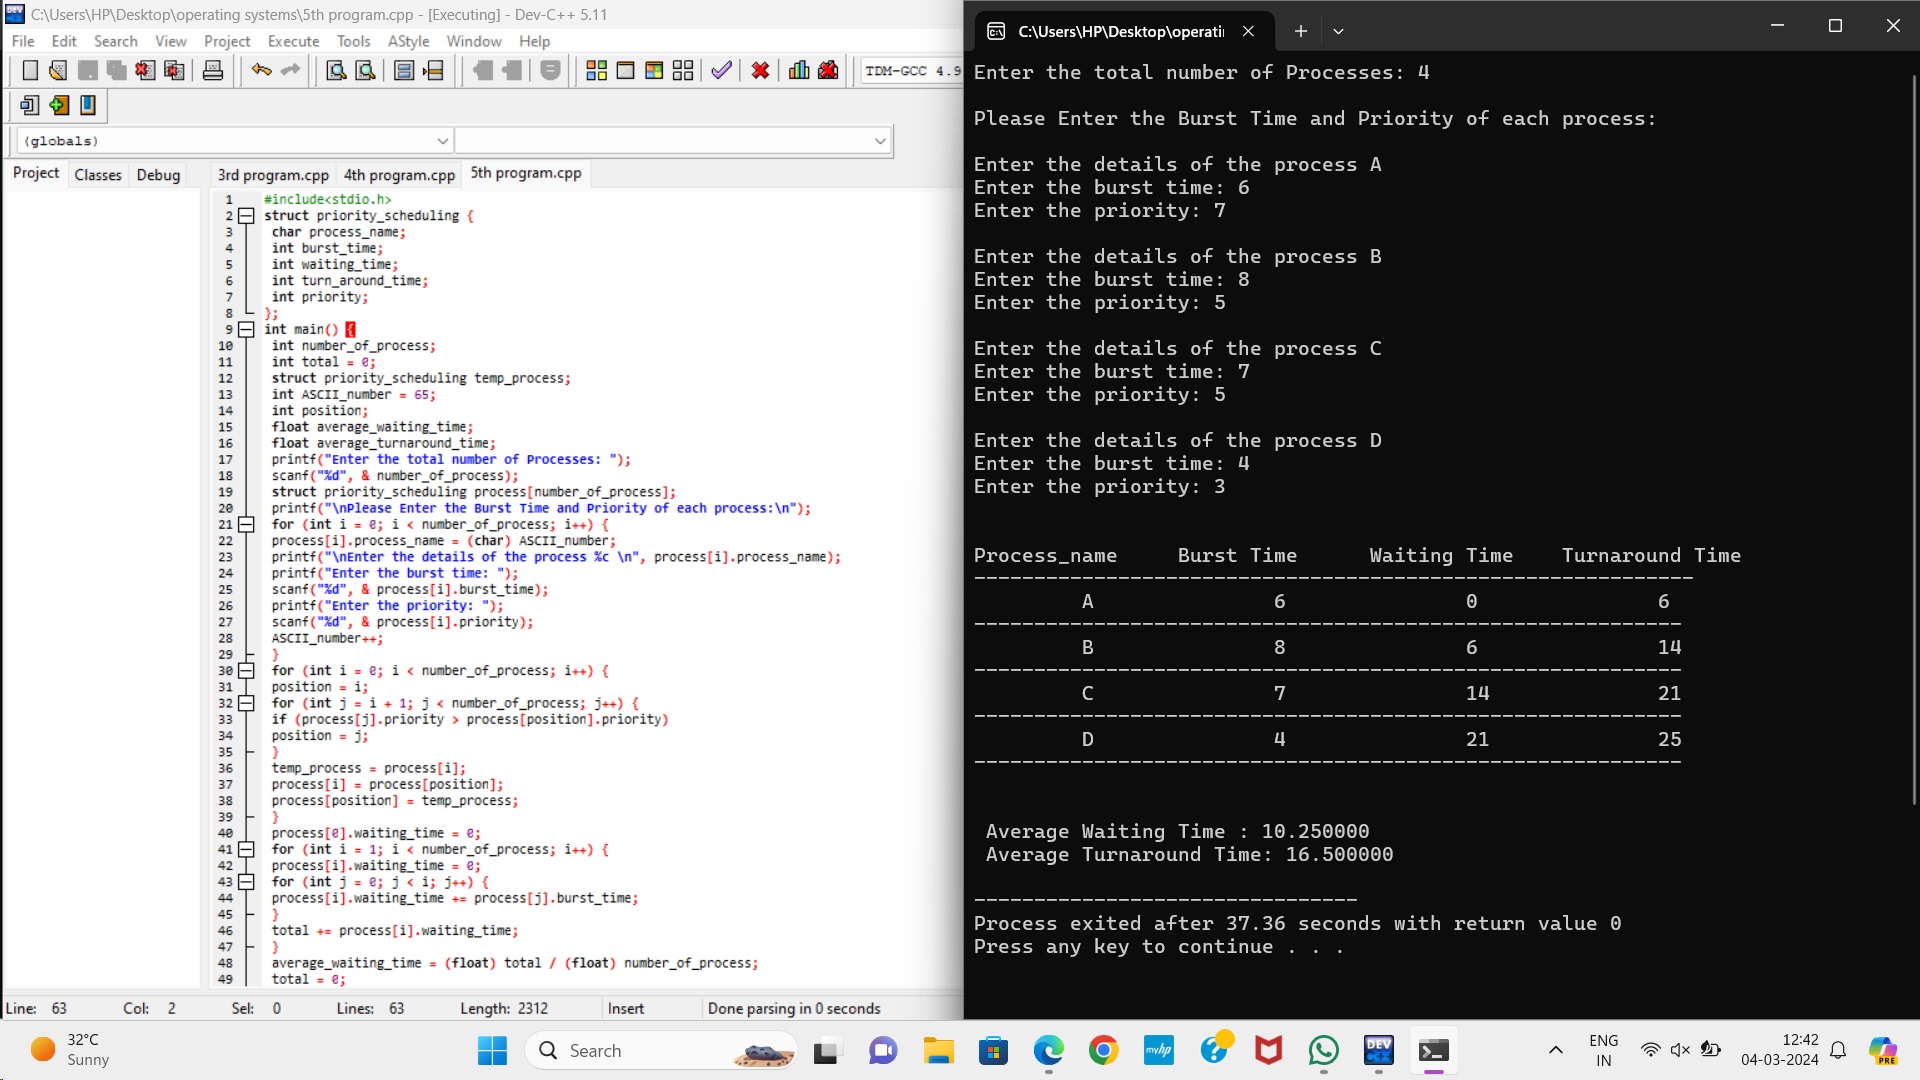 C:\Users\HP\Desktop\operating systems\5th program.cpp - [Executing] - Dev-C++ 5.11
File Edit Search View Project Execute Tools AStyle Window Help
TDM-GCC 4.9
(globals)
Project Classes Debug 3rd program.cpp 4th program.cpp 5th program.cpp
1 #include<stdio.h>
2 struct priority_scheduling {
3 char process_name;
4 int burst_time;
5 int waiting_time;
6 int turn_around_time;
7 int priority;
8 };
9 int main() {
10 int number_of_process;
11 int total = 0;
12 struct priority_scheduling temp_process;
13 int ASCII_number = 65;
14 int position;
15 float average_waiting_time;
16 float average_turnaround_time;
17 printf("Enter the total number of Processes: ");
18 scanf("%d", & number_of_process);
19 struct priority_scheduling process[number_of_process];
20 printf("\nPlease Enter the Burst Time and Priority of each process:\n");
21 for (int i = 0; i < number_of_process; i++) {
22 process[i].process_name = (char) ASCII_number;
23 printf("\nEnter the details of the process %c \n", process[i].process_name);
24 printf("Enter the burst time: ");
25 scanf("%d", & process[i].burst_time);
26 printf("Enter the priority: ");
27 scanf("%d", & process[i].priority);
28 ASCII_number++;
29 }
30 for (int i = 0; i < number_of_process; i++) {
31 position = i;
32 for (int j = i + 1; j < number_of_process; j++) {
33 if (process[j].priority > process[position].priority)
34 position = j;
35 }
36 temp_process = process[i];
37 process[i] = process[position];
38 process[position] = temp_process;
39 }
40 process[0].waiting_time = 0;
41 for (int i = 1; i < number_of_process; i++) {
42 process[i].waiting_time = 0;
43 for (int j = 0; j < i; j++) {
44 process[i].waiting_time += process[j].burst_time;
45 }
46 total += process[i].waiting_time;
47 }
48 average_waiting_time = (float) total / (float) number_of_process;
49 total = 0;
Line: 63 Col: 2 Sel: 0 Lines: 63 Length: 2312 Insert Done parsing in 0 seconds
C:\Users\HP\Desktop\operati
Enter the total number of Processes: 4
Please Enter the Burst Time and Priority of each process:
Enter the details of the process A
Enter the burst time: 6
Enter the priority: 7
Enter the details of the process B
Enter the burst time: 8
Enter the priority: 5
Enter the details of the process C
Enter the burst time: 7
Enter the priority: 5
Enter the details of the process D
Enter the burst time: 4
Enter the priority: 3
Process_name Burst Time Waiting Time Turnaround Time
------------------------------------------------------------
A 6 0 6
-----------------------------------------------------------
B 8 6 14
-----------------------------------------------------------
C 7 14 21
-----------------------------------------------------------
D 4 21 25
-----------------------------------------------------------
Average Waiting Time : 10.250000
Average Turnaround Time: 16.500000
--------------------------------
Process exited after 37.36 seconds with return value 0
Press any key to continue . . .
32°C
Sunny
Search
myhp
DEV
ENG
IN
12:42
04-03-2024
PRE